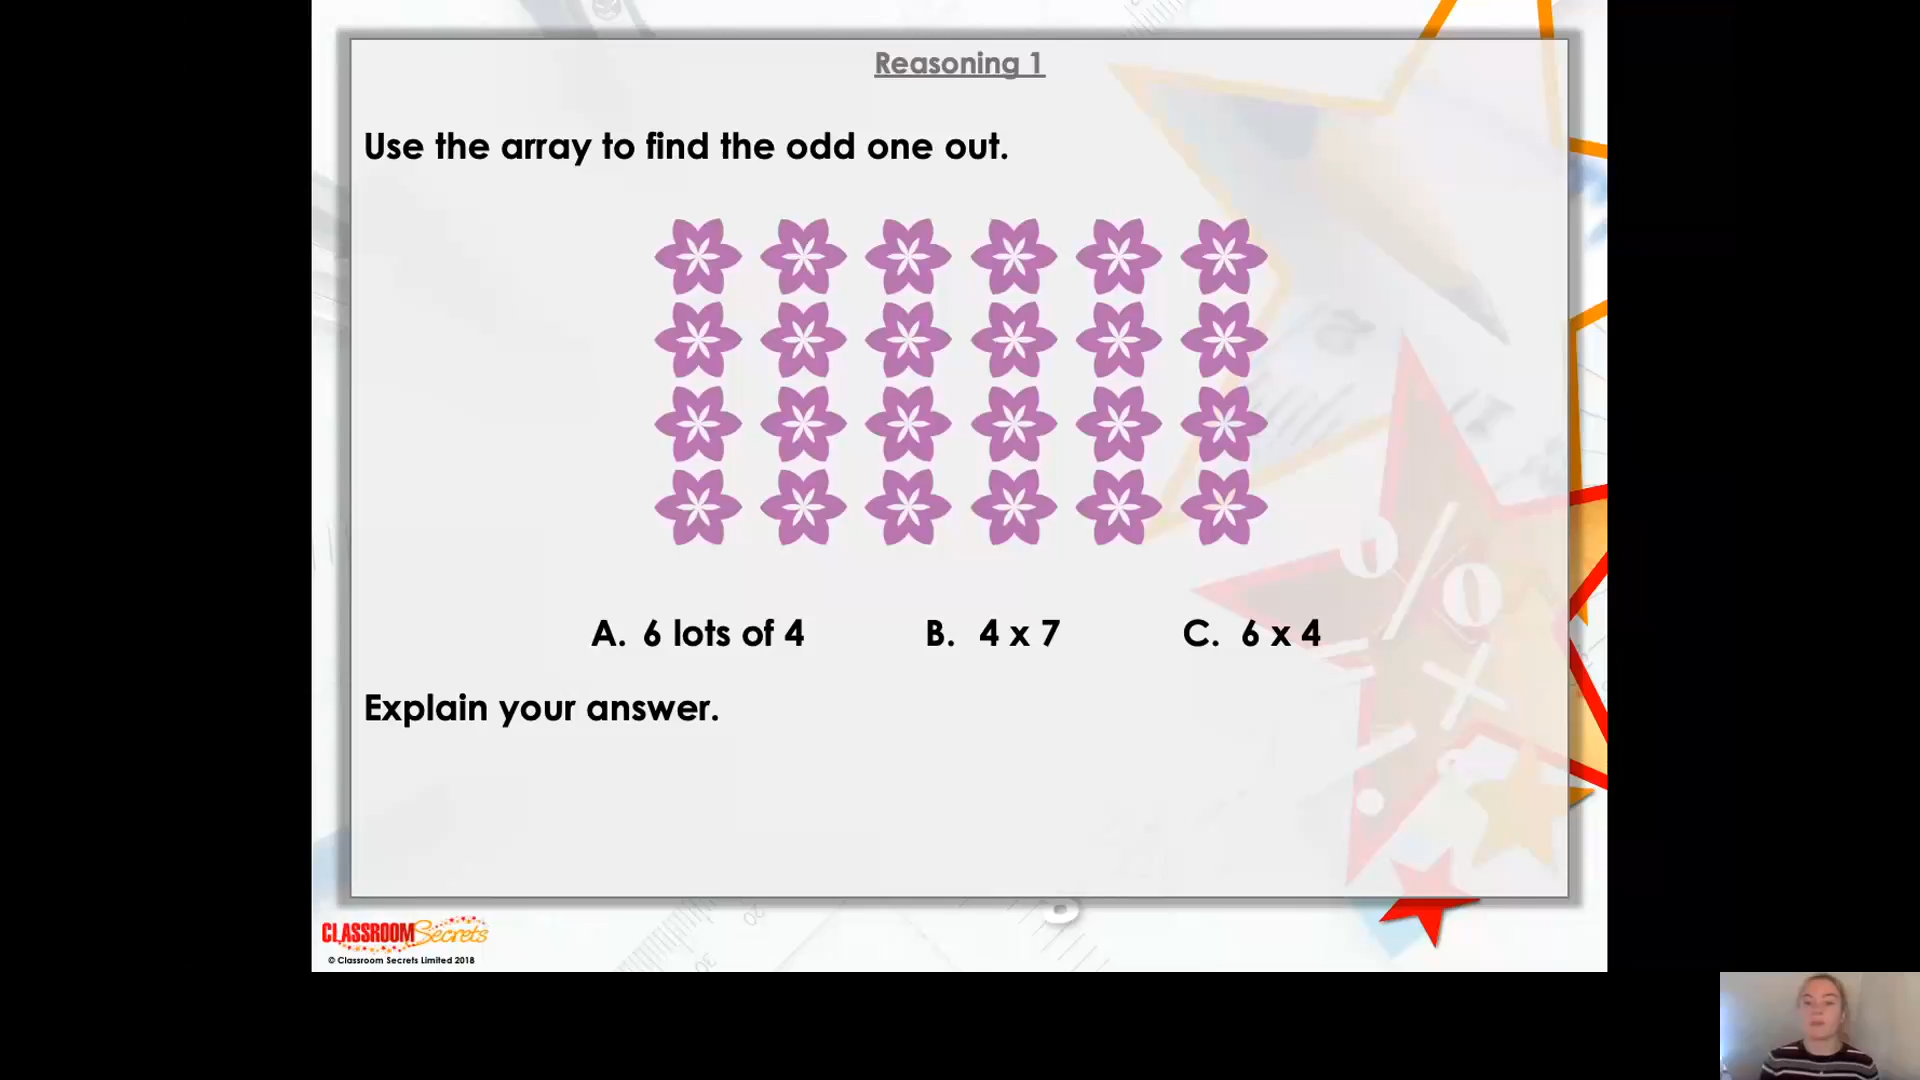 Reasoning 1
Use the array to find the odd one out.
A. 6 lots of 4 B. 4 x 7 C. 6 x 4
Explain your answer.
CLASSROOM Secrets
© Classroom Secrets Limited 2018